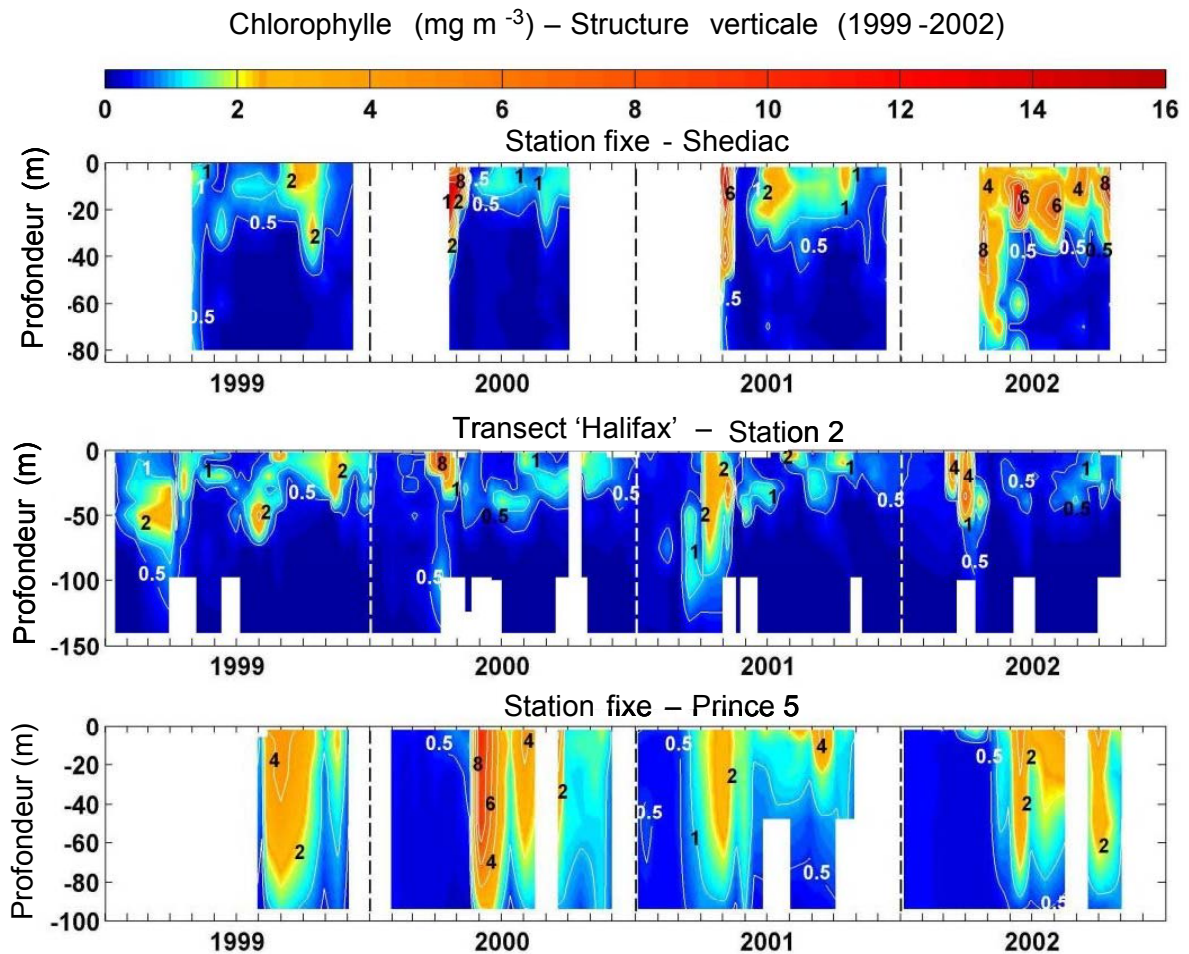 Chlorophylle (mg m -3) – Structure verticale (1999 -2002)
0 2 4 6 8 10 12 14 16
Station fixe - Shediac
Profondeur (m)
0
-20
-40
-60
-80
1 1 2 2 0.5 0.5
8 12 2 .5 0.5 1 1
6 .5 1 2 1 1 0.5
4 8 6 0.5 6 4 0.5 0.5 8
1999 2000 2001 2002
Transect ‘Halifax’ – Station 2
Profondeur (m)
0
-50
-100
-150
1 2 0.5 1 2 0.5 2
8 1 0.5 0.5 1 0.5
1 2 2 1 2 1 0.5
4 4 1 0.5 0.5 1 0.5
1999 2000 2001 2002
Station fixe – Prince 5
Profondeur (m)
0
-20
-40
-60
-80
-100
4 2
0.5 8 6 4 4 2
0.5 0.5 1 2 4 0.5
0.5 2 2 0.5 2
1999 2000 2001 2002